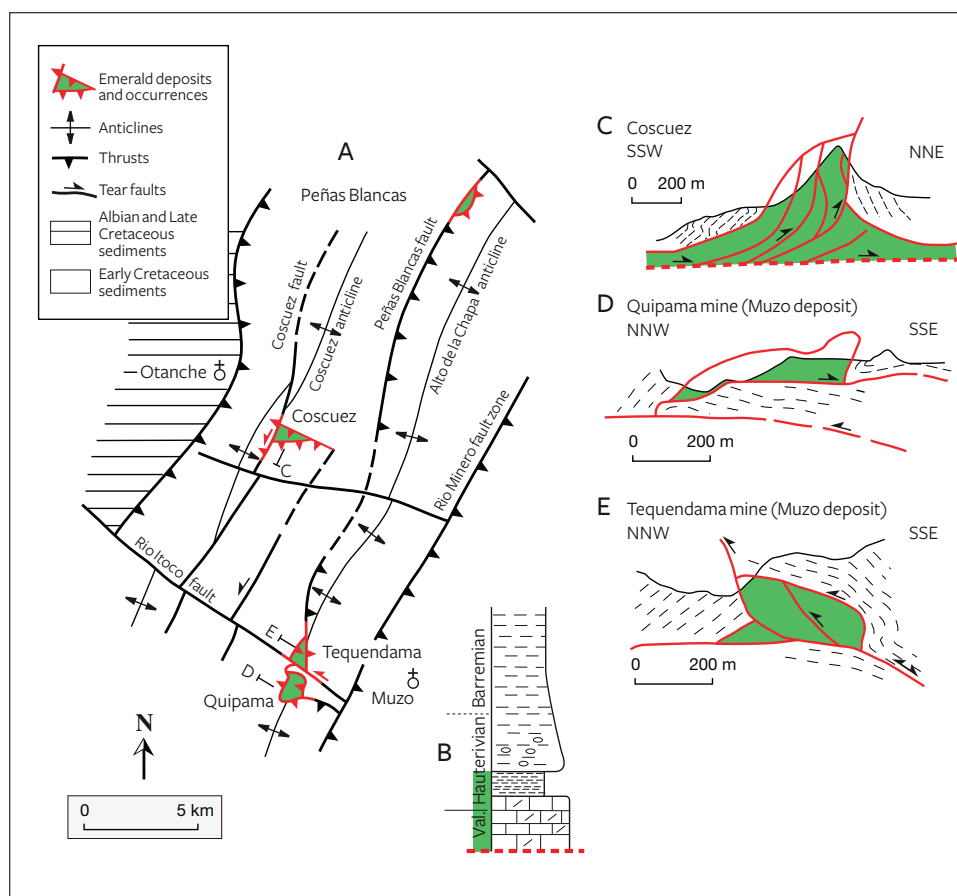 Emerald deposits
and occurrences
Anticlines
Thrusts
Tear faults
Albian and Late
Cretaceous
sediments
Early Cretaceous
sediments
A
Peñas Blancas
Coscuez fault
Coscuez anticline
Peñas Blancas fault
Alto de la Chapa anticline
Otanche
Coscuez
C
Rio Minero fault zone
Rio Itoco fault
E
Tequendama
D
Quipama
Muzo
N
0 5 km
B
Val. Hauterivian Barremian
C Coscuez
SSW NNE
0 200 m
D Quipama mine (Muzo deposit)
NNW SSE
0 200 m
E Tequendama mine (Muzo deposit)
NNW SSE
0 200 m